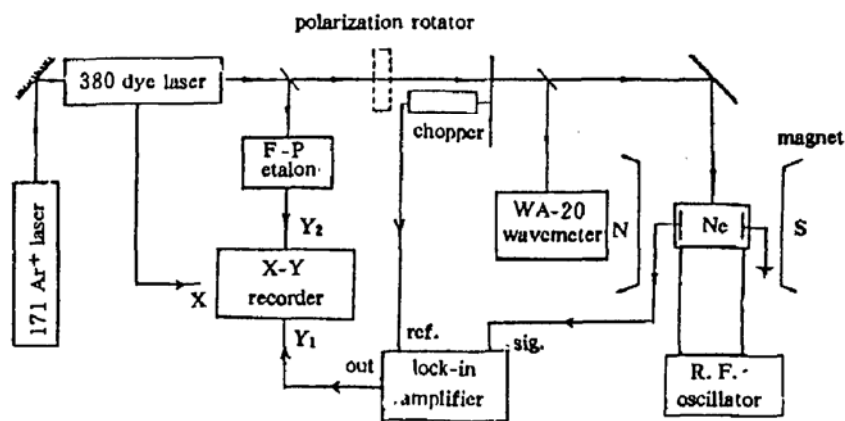 polarization rotator
380 dye laser
chopper
magnet
F-P
etalon
WA-20
wavemeter
N
Ne
S
171 Ar⁺ laser
Y₂
X
X-Y
recorder
Y₁
ref.
sig.
out
lock-in
amplifier
R. F.
oscillator